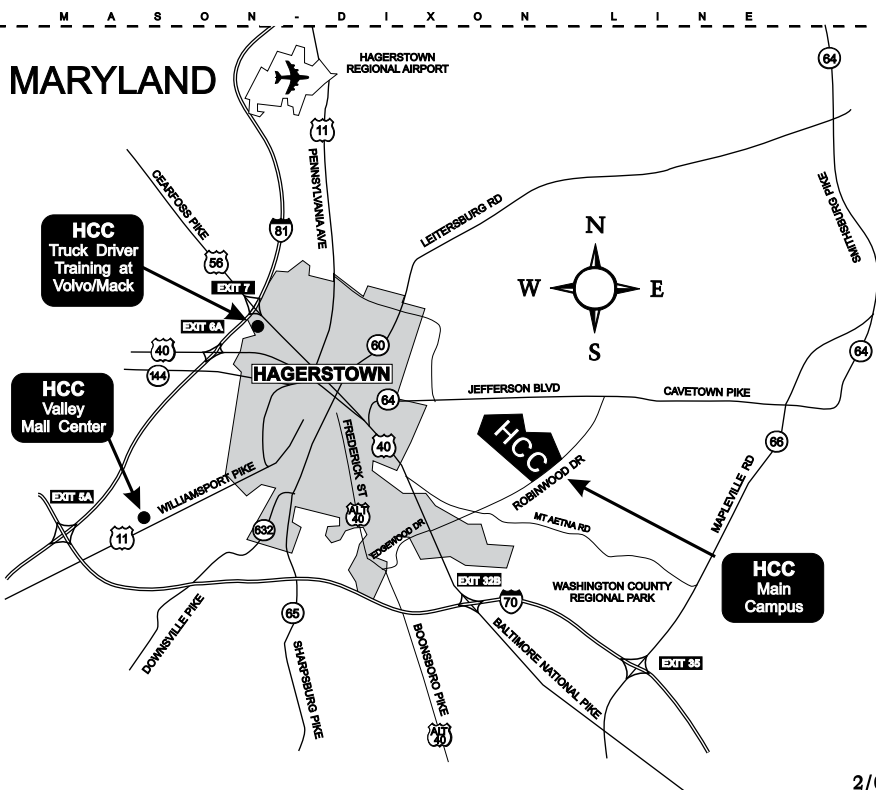 M A S O N - D I X O N L I N E
MARYLAND
HAGERSTOWN
REGIONAL AIRPORT
64
11
PENNSYLVANIA AVE
CEARFOSS PIKE
LEITERSBURG RD
SMITHSBURG PIKE
81
HCC
Truck Driver
Training at
Volvo/Mack
56
EXIT 7
EXIT 6A
N
W E
S
40
144
60
64
HAGERSTOWN
JEFFERSON BLVD
CAVETOWN PIKE
64
HCC
Valley
Mall Center
64
40
FREDERICK ST
HCC
ROBINWOOD DR
66
MAPLEVILLE RD
EXIT 5A
WILLIAMSPORT PIKE
11
632
ALT
40
EDGEWOOD DR
MT AETNA RD
HCC
Main
Campus
EXIT 32B
70
WASHINGTON COUNTY
REGIONAL PARK
DOWNSVILLE PIKE
65
SHARPSBURG PIKE
BOONSBORO PIKE
BALTIMORE NATIONAL PIKE
EXIT 35
ALT
40